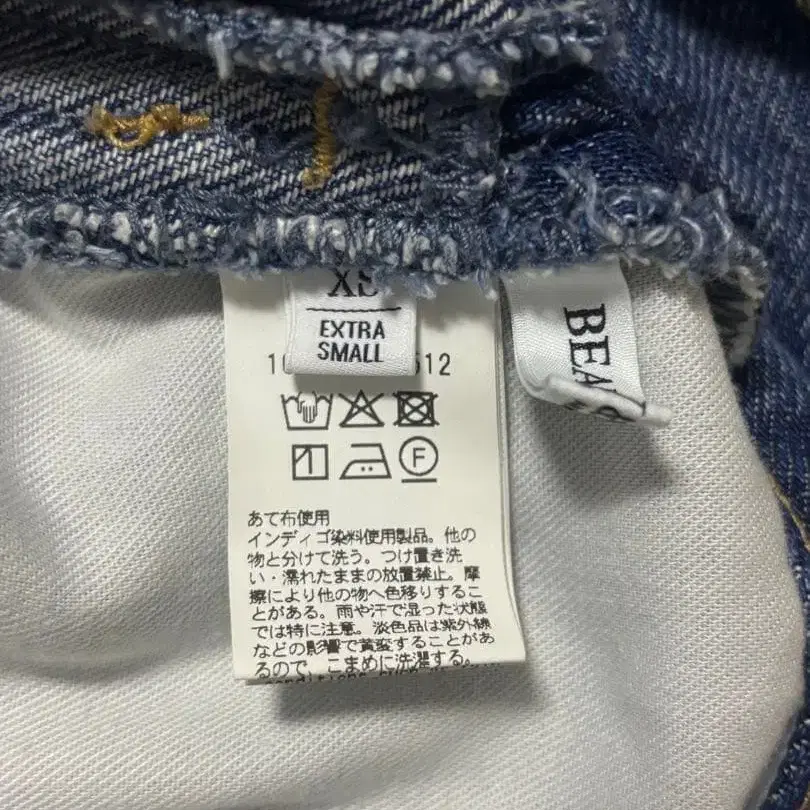 XS
EXTRA
SMALL
512
F
あて布使用
インディゴ染料使用製品。他の
物と分けて洗う。つけ置き洗
い・濡れたままの放置禁止。摩
擦により他の物へ色移りするこ
とがある。雨や汗で湿った状態
では特に注意。淡色品は紫外線
などの影響で黄変することがあ
るので、こまめに洗濯する。
BEA